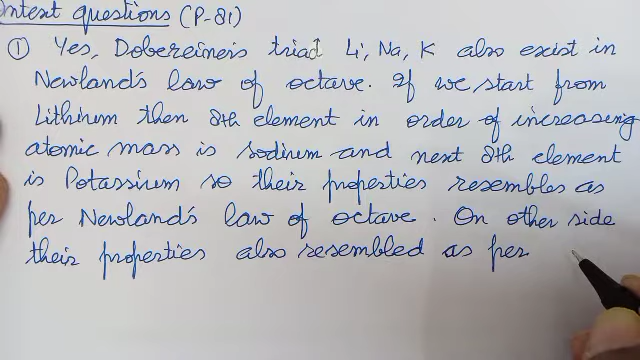 Intext questions (P-81)
① Yes, Dobereiner's triad Li, Na, K also exist in
Newland's law of octave. If we start from
Lithium then 8th element in order of increasing
atomic mass is sodium and next 8th element
is Potassium so their properties resembles as
per Newland's law of octave. On other side
their properties also resembled as per